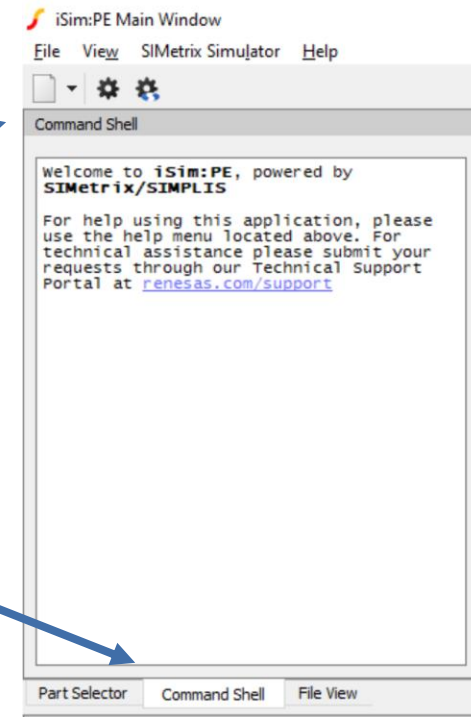 iSim:PE Main Window
File View SIMetrix Simulator Help
Command Shell
Welcome to iSim:PE, powered by
SIMetrix/SIMPLIS
For help using this application, please
use the help menu located above. For
technical assistance please submit your
requests through our Technical Support
Portal at renesas.com/support
Part Selector Command Shell File View